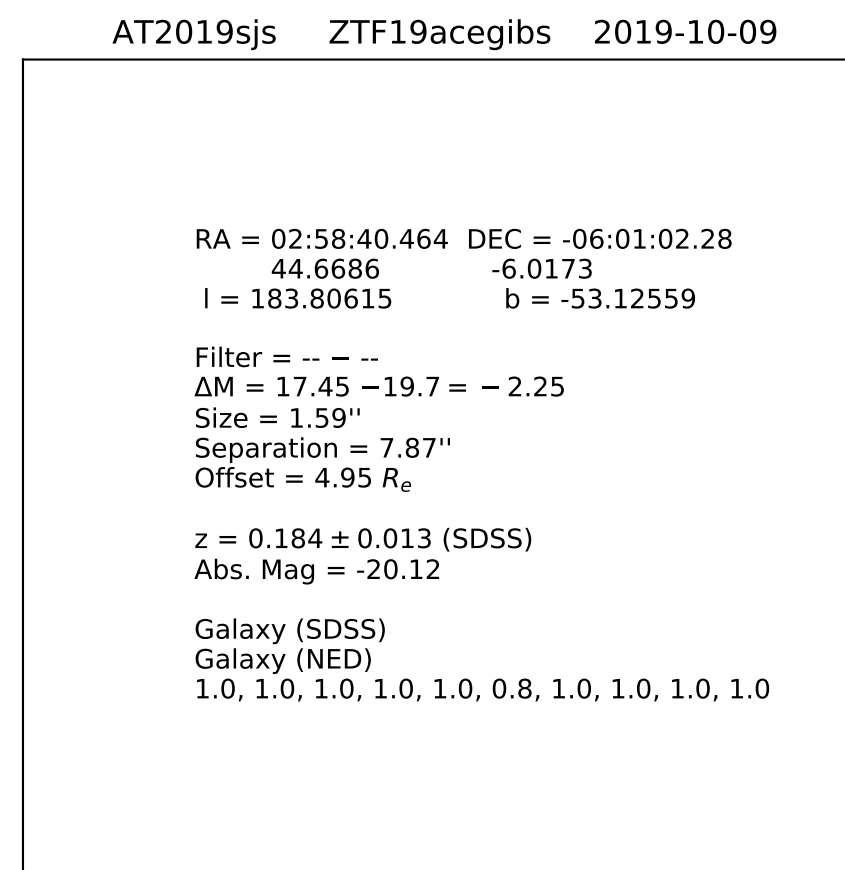 AT2019sjs ZTF19acegibs 2019-10-09
RA = 02:58:40.464 DEC = -06:01:02.28
44.6686 -6.0173
l = 183.80615 b = -53.12559
Filter = -- − --
ΔM = 17.45 −19.7 = − 2.25
Size = 1.59''
Separation = 7.87''
Offset = 4.95 Re
z = 0.184 ± 0.013 (SDSS)
Abs. Mag = -20.12
Galaxy (SDSS)
Galaxy (NED)
1.0, 1.0, 1.0, 1.0, 1.0, 0.8, 1.0, 1.0, 1.0, 1.0